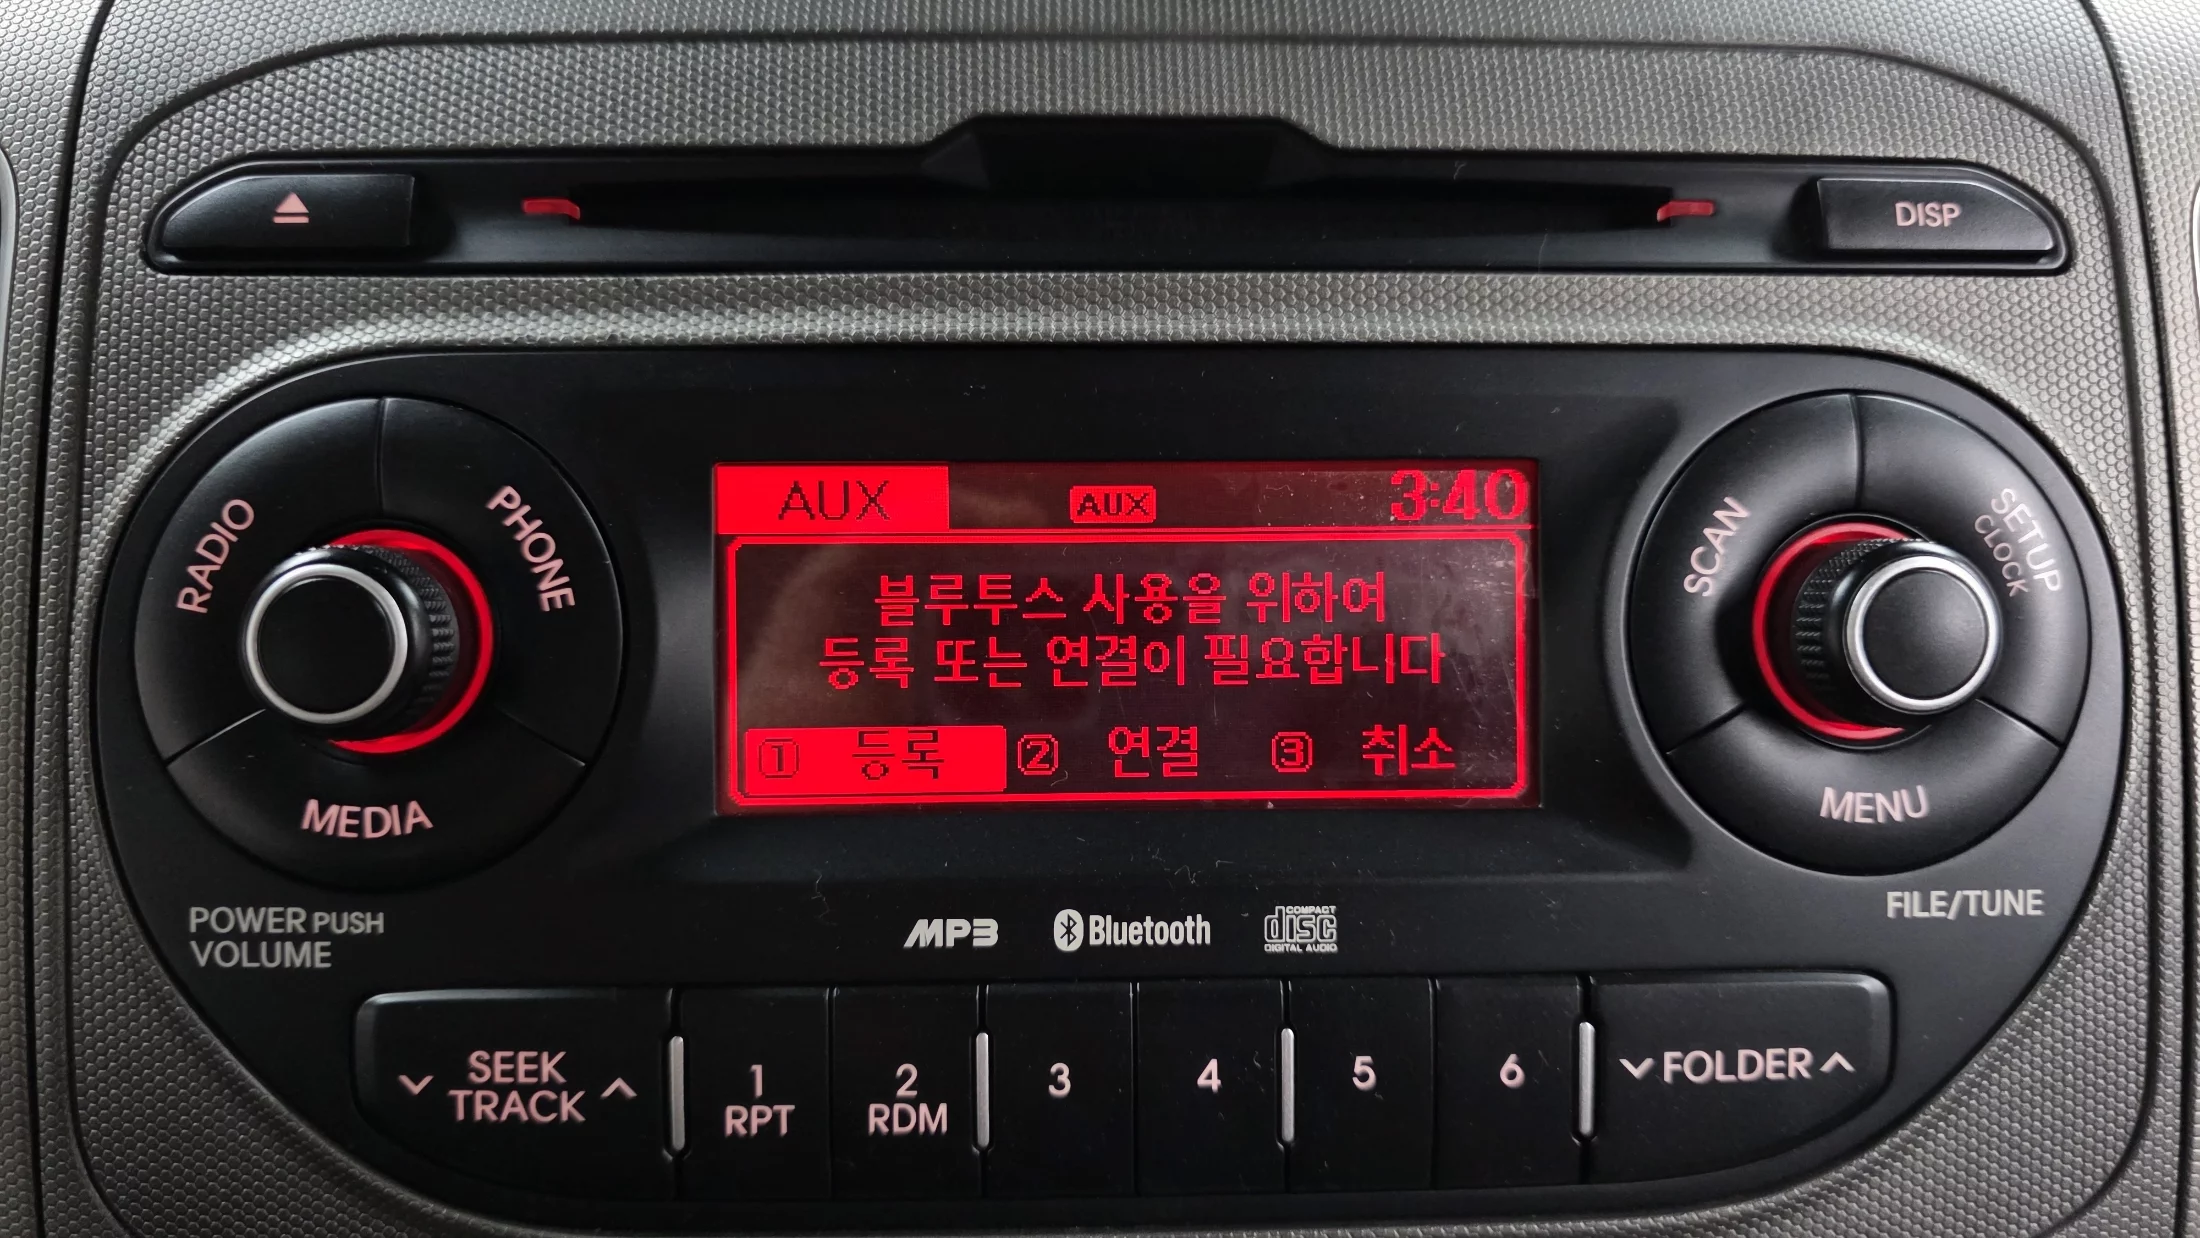 DISP
RADIO
PHONE
MEDIA
POWER PUSH
VOLUME
AUX
AUX
3:40
블루투스 사용을 위하여
등록 또는 연결이 필요합니다
① 등록 ② 연결 ③ 취소
SCAN
SETUP
CLOCK
MENU
FILE/TUNE
MP3
Bluetooth
COMPACT
disc
DIGITAL AUDIO
SEEK
TRACK
1
RPT
2
RDM
3
4
5
6
FOLDER